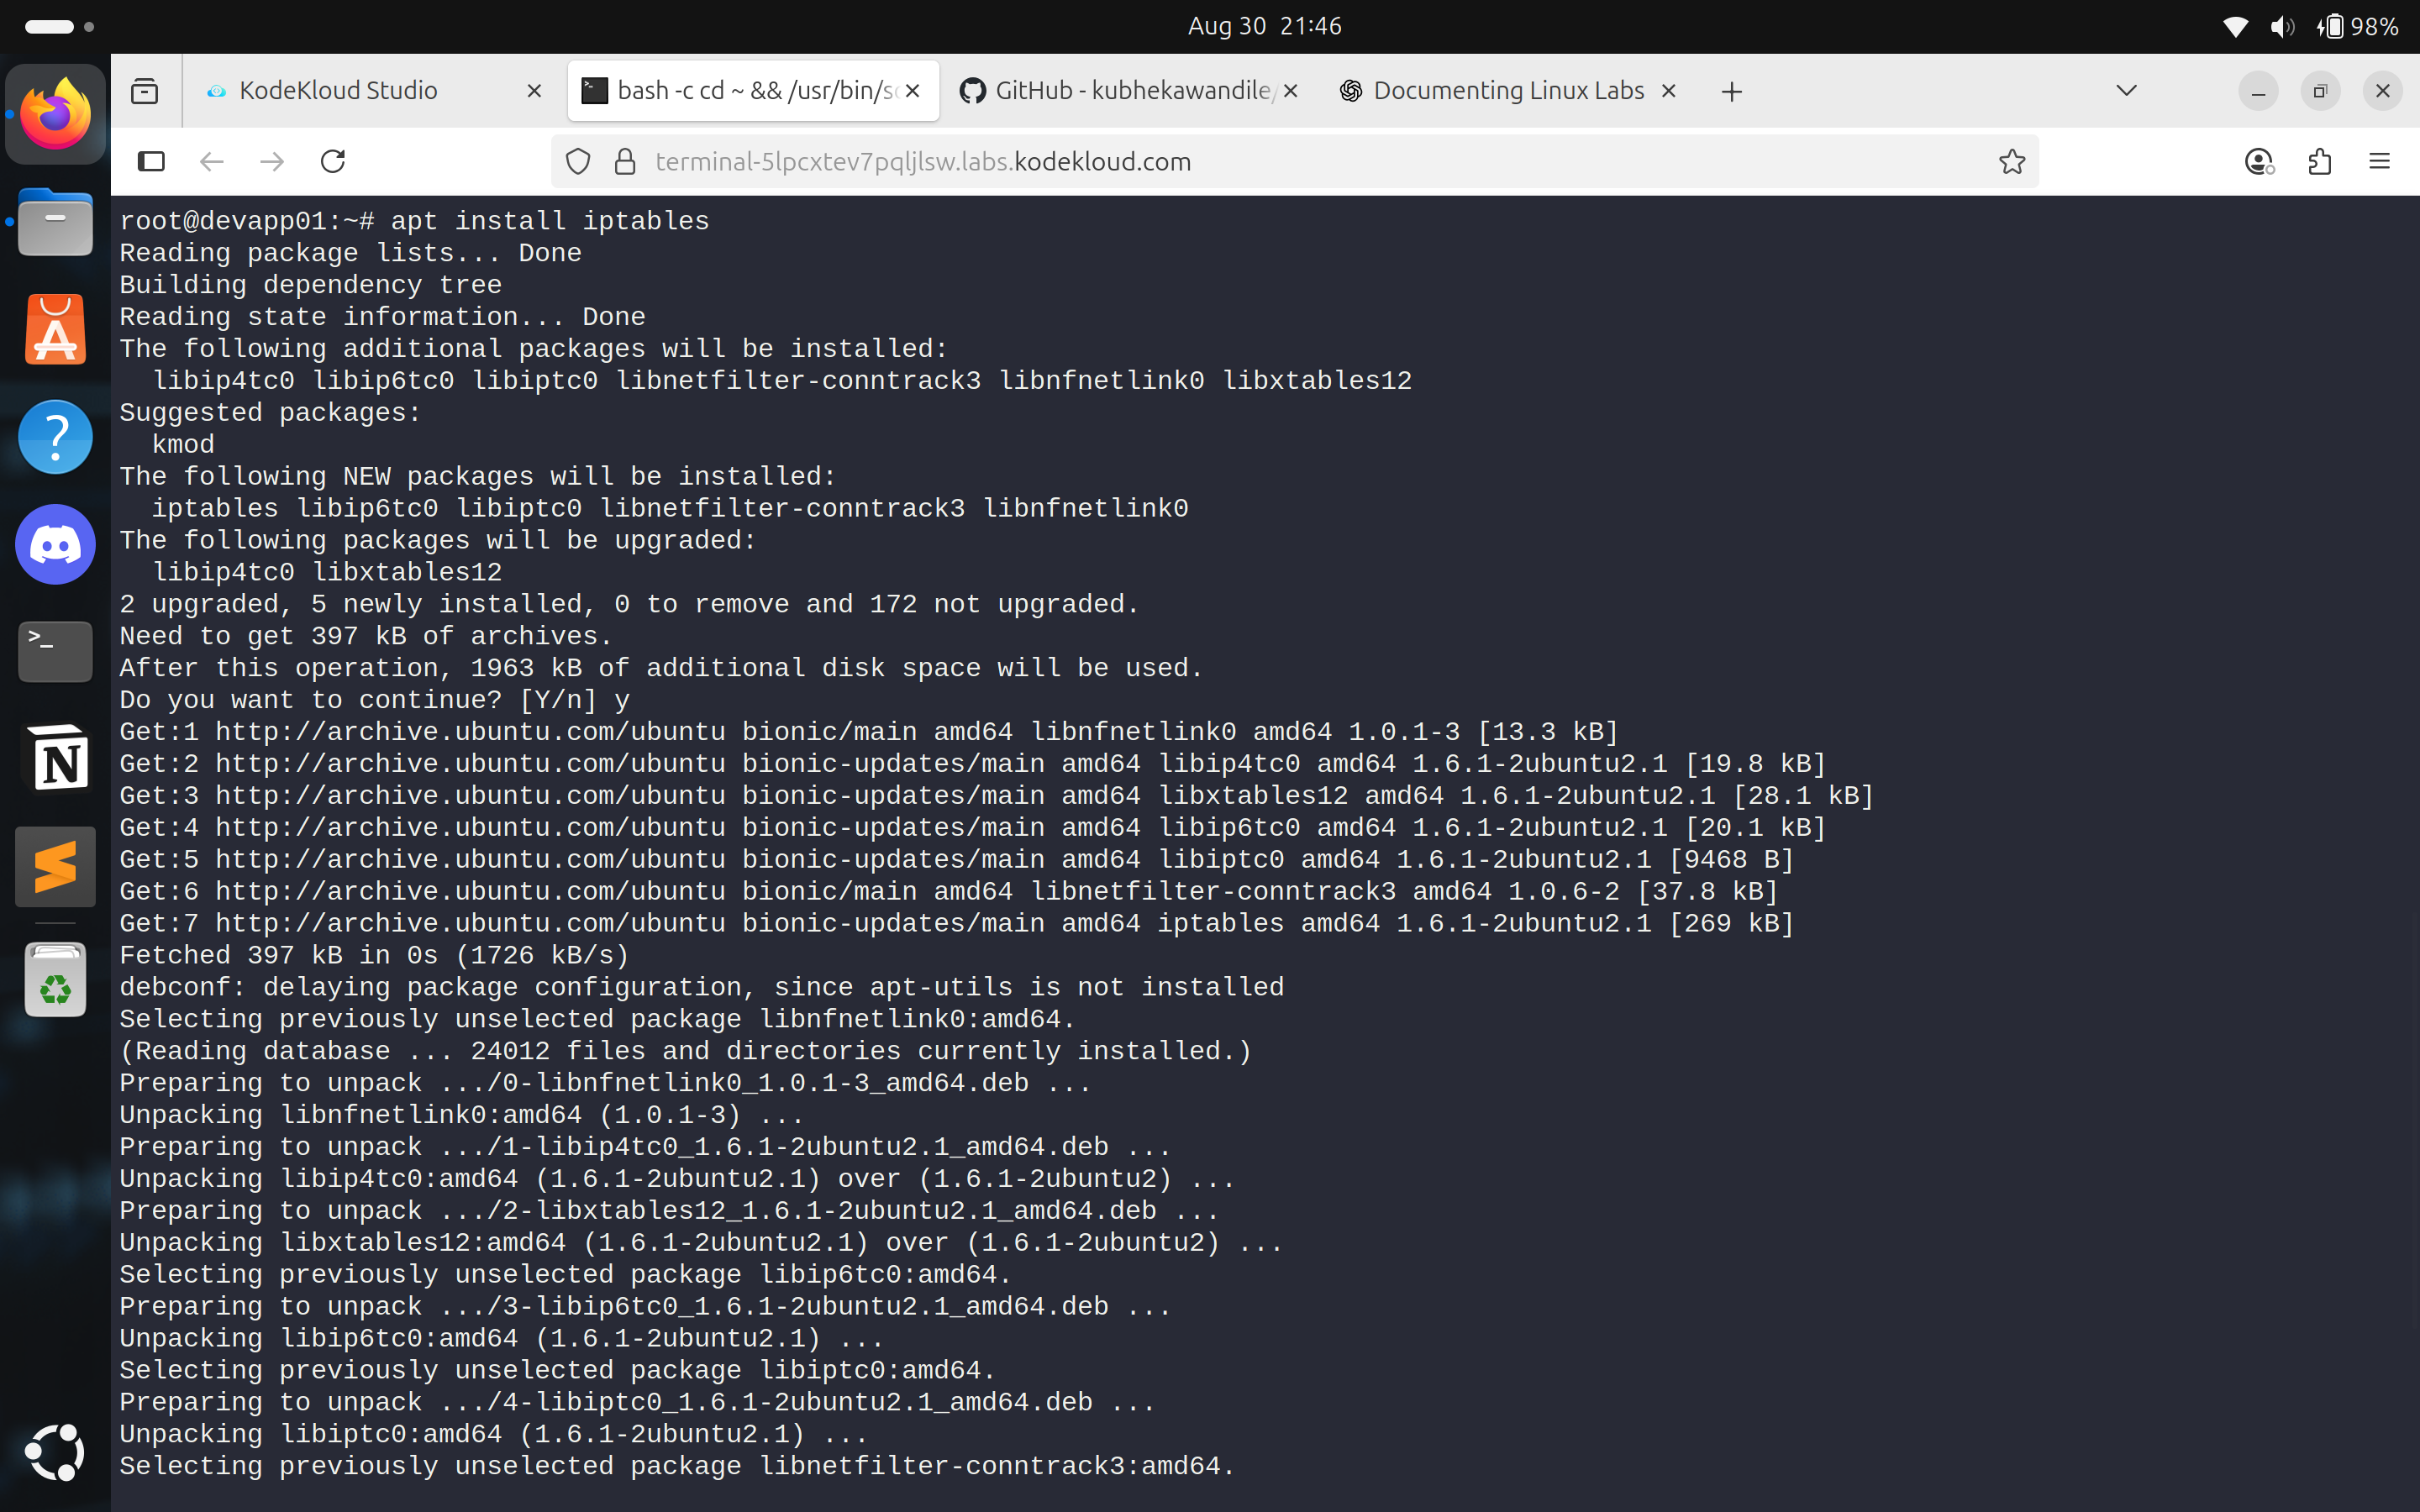 Aug 30 21:46
98%
KodeKloud Studio
bash -c cd ~ && /usr/bin/sc
GitHub - kubhekawandile/
Documenting Linux Labs
terminal-5lpcxtev7pqljlsw.labs.kodekloud.com
root@devapp01:~# apt install iptables
Reading package lists... Done
Building dependency tree
Reading state information... Done
The following additional packages will be installed:
  libip4tc0 libip6tc0 libiptc0 libnetfilter-conntrack3 libnfnetlink0 libxtables12
Suggested packages:
  kmod
The following NEW packages will be installed:
  iptables libip6tc0 libiptc0 libnetfilter-conntrack3 libnfnetlink0
The following packages will be upgraded:
  libip4tc0 libxtables12
2 upgraded, 5 newly installed, 0 to remove and 172 not upgraded.
Need to get 397 kB of archives.
After this operation, 1963 kB of additional disk space will be used.
Do you want to continue? [Y/n] y
Get:1 http://archive.ubuntu.com/ubuntu bionic/main amd64 libnfnetlink0 amd64 1.0.1-3 [13.3 kB]
Get:2 http://archive.ubuntu.com/ubuntu bionic-updates/main amd64 libip4tc0 amd64 1.6.1-2ubuntu2.1 [19.8 kB]
Get:3 http://archive.ubuntu.com/ubuntu bionic-updates/main amd64 libxtables12 amd64 1.6.1-2ubuntu2.1 [28.1 kB]
Get:4 http://archive.ubuntu.com/ubuntu bionic-updates/main amd64 libip6tc0 amd64 1.6.1-2ubuntu2.1 [20.1 kB]
Get:5 http://archive.ubuntu.com/ubuntu bionic-updates/main amd64 libiptc0 amd64 1.6.1-2ubuntu2.1 [9468 B]
Get:6 http://archive.ubuntu.com/ubuntu bionic/main amd64 libnetfilter-conntrack3 amd64 1.0.6-2 [37.8 kB]
Get:7 http://archive.ubuntu.com/ubuntu bionic-updates/main amd64 iptables amd64 1.6.1-2ubuntu2.1 [269 kB]
Fetched 397 kB in 0s (1726 kB/s)
debconf: delaying package configuration, since apt-utils is not installed
Selecting previously unselected package libnfnetlink0:amd64.
(Reading database ... 24012 files and directories currently installed.)
Preparing to unpack .../0-libnfnetlink0_1.0.1-3_amd64.deb ...
Unpacking libnfnetlink0:amd64 (1.0.1-3) ...
Preparing to unpack .../1-libip4tc0_1.6.1-2ubuntu2.1_amd64.deb ...
Unpacking libip4tc0:amd64 (1.6.1-2ubuntu2.1) over (1.6.1-2ubuntu2) ...
Preparing to unpack .../2-libxtables12_1.6.1-2ubuntu2.1_amd64.deb ...
Unpacking libxtables12:amd64 (1.6.1-2ubuntu2.1) over (1.6.1-2ubuntu2) ...
Selecting previously unselected package libip6tc0:amd64.
Preparing to unpack .../3-libip6tc0_1.6.1-2ubuntu2.1_amd64.deb ...
Unpacking libip6tc0:amd64 (1.6.1-2ubuntu2.1) ...
Selecting previously unselected package libiptc0:amd64.
Preparing to unpack .../4-libiptc0_1.6.1-2ubuntu2.1_amd64.deb ...
Unpacking libiptc0:amd64 (1.6.1-2ubuntu2.1) ...
Selecting previously unselected package libnetfilter-conntrack3:amd64.